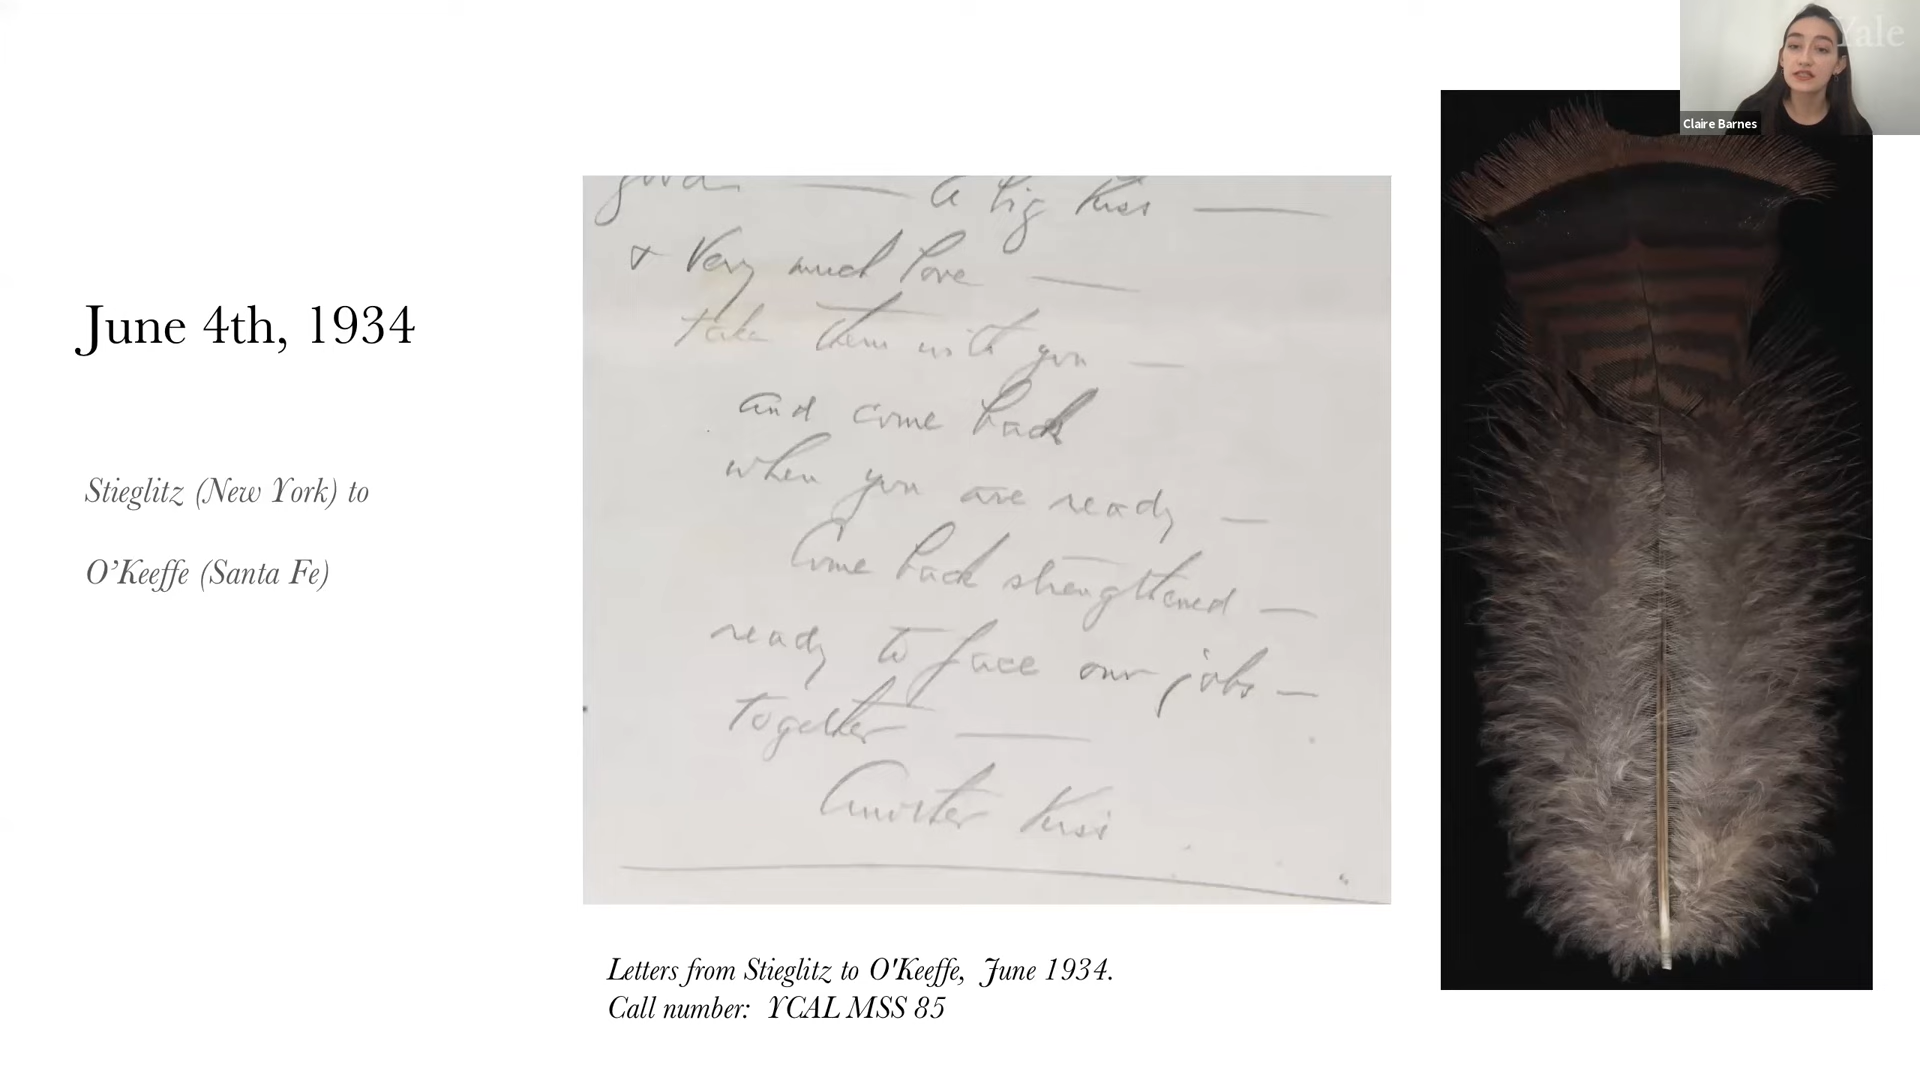 Yale
Claire Barnes
June 4th, 1934
Stieglitz (New York) to
O’Keeffe (Santa Fe)
good — A big kiss —
& Very much love —
take them with you —
and come back
when you are ready —
Come back strengthened —
ready to face our jobs —
together —
Another Kiss
Letters from Stieglitz to O'Keeffe, June 1934.
Call number: YCAL MSS 85